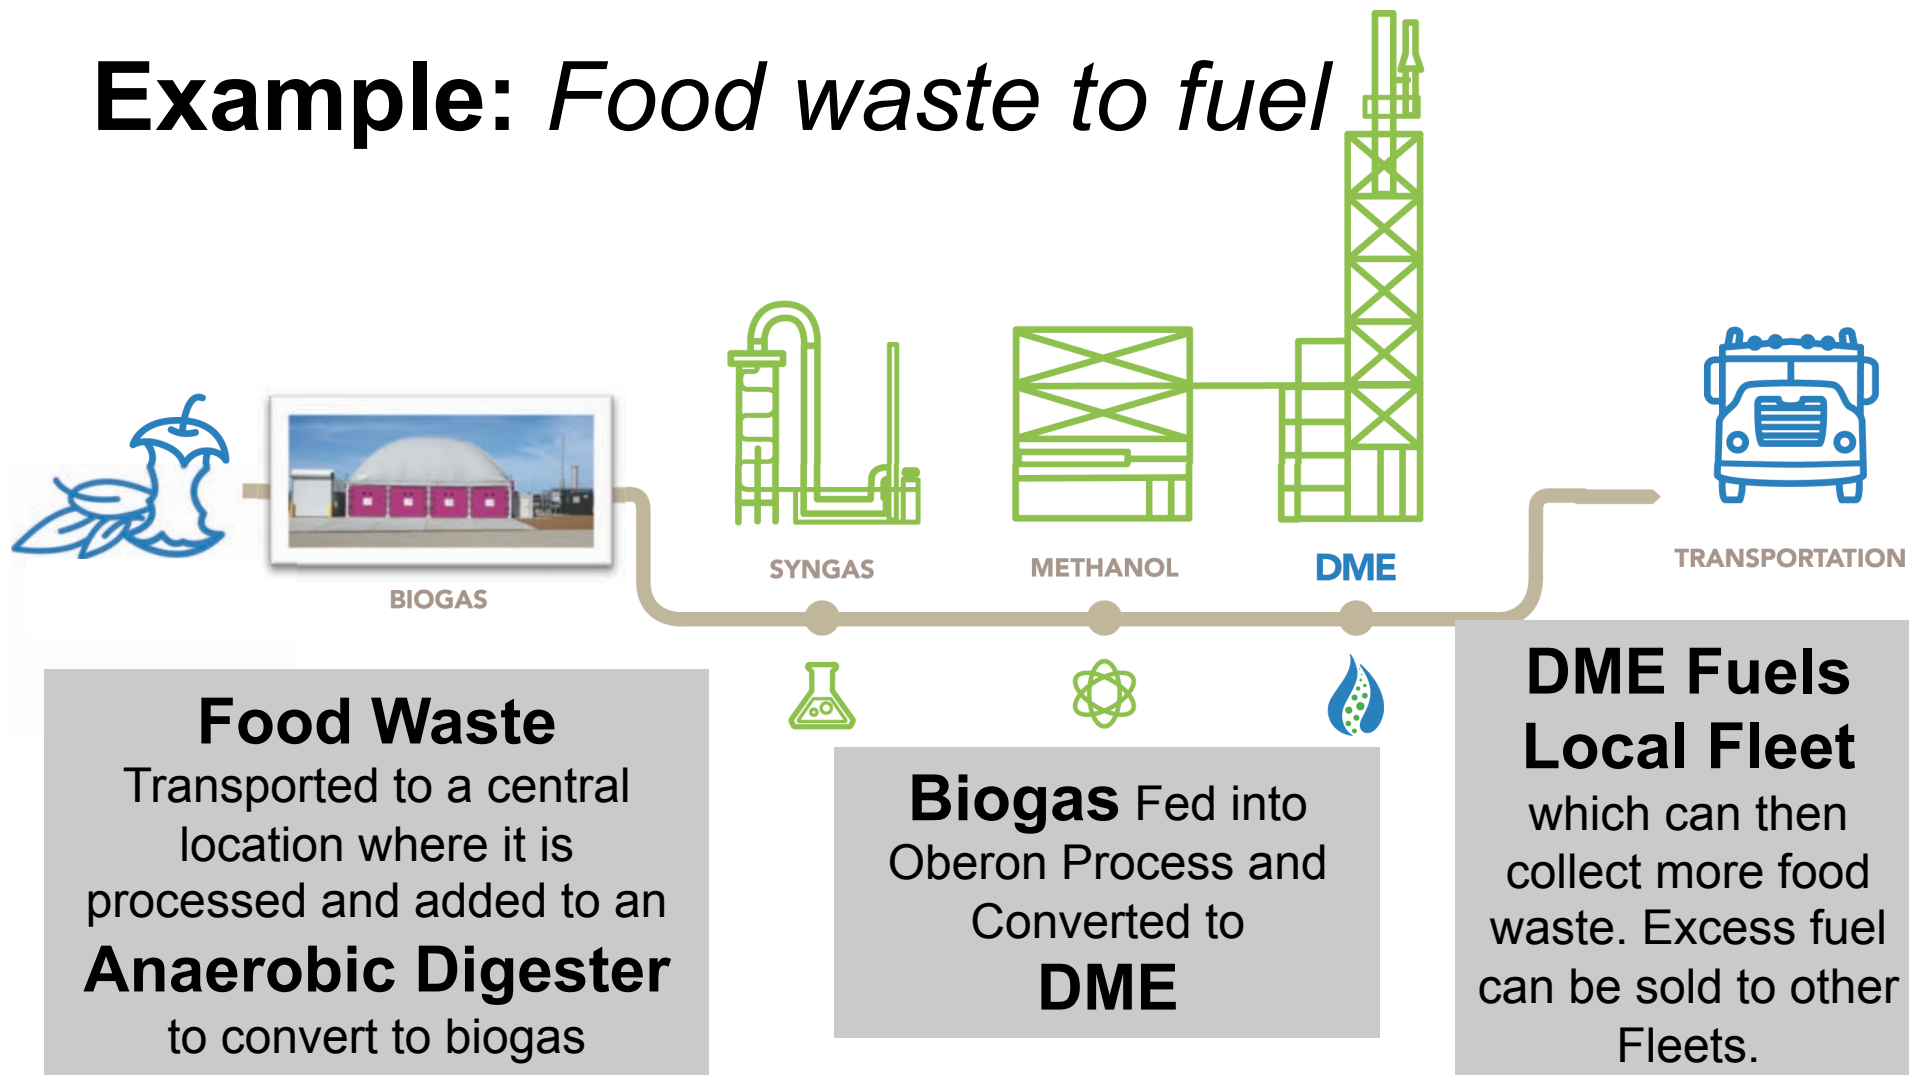 Example: Food waste to fuel
SYNGAS
METHANOL
DME
TRANSPORTATION
BIOGAS
Food Waste
Transported to a central
location where it is
processed and added to an
Anaerobic Digester
to convert to biogas
Biogas Fed into
Oberon Process and
Converted to
DME
DME Fuels
Local Fleet
which can then
collect more food
waste. Excess fuel
can be sold to other
Fleets.